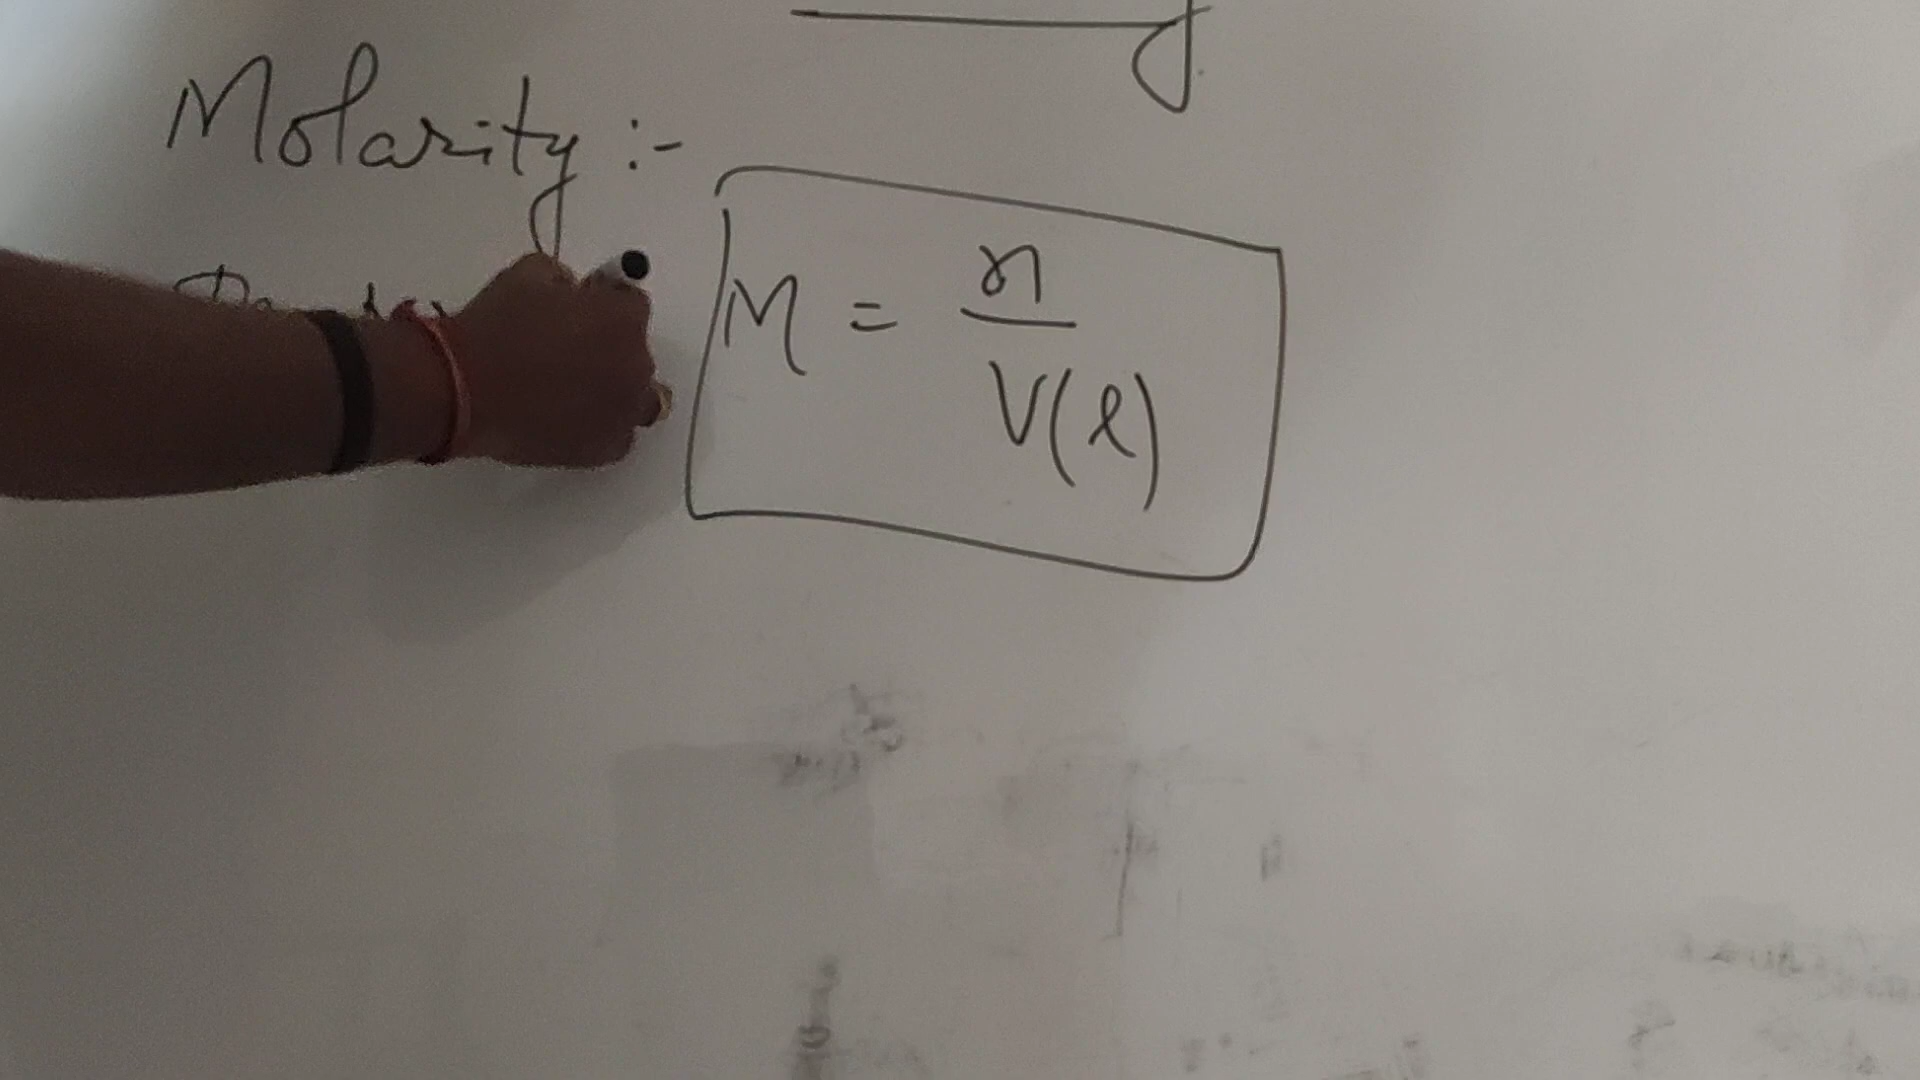 Molarity :-
M = n / V(l)